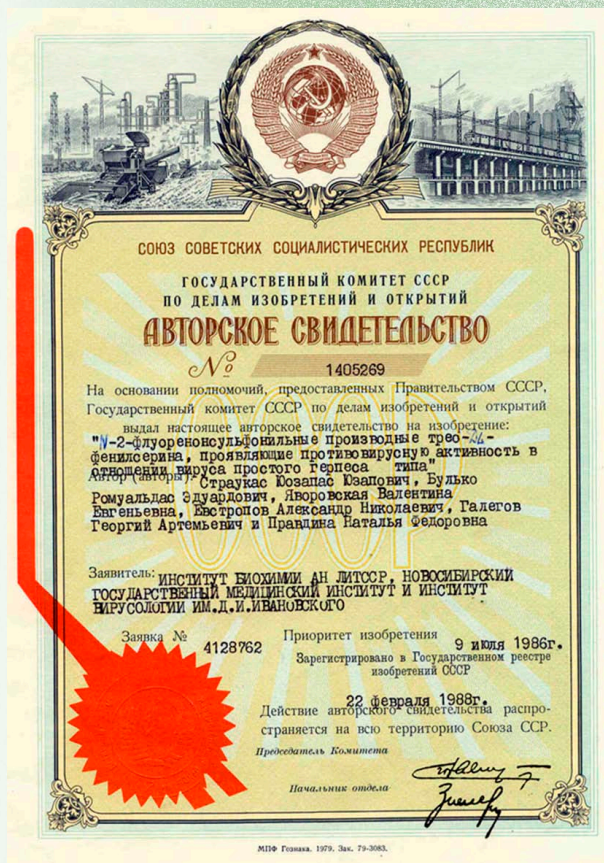 СОЮЗ СОВЕТСКИХ СОЦИАЛИСТИЧЕСКИХ РЕСПУБЛИК
ГОСУДАРСТВЕННЫЙ КОМИТЕТ СССР
ПО ДЕЛАМ ИЗОБРЕТЕНИЙ И ОТКРЫТИЙ
АВТОРСКОЕ СВИДЕТЕЛЬСТВО
№ 1405269
На основании полномочий, предоставленных Правительством СССР,
Государственный комитет СССР по делам изобретений и открытий
выдал настоящее авторское свидетельство на изобретение:
"N-2-флуоренонсульфонильные производные трео-DL-
фенилсерина, проявляющие противовирусную активность в
отношении вируса простого герпеса типа"
Автор (авторы): Страукас Юозапас Юзапович, Булько
Ромуальдас Эдуардович, Яворовская Валентина
Евгеньевна, Евстропов Александр Николаевич, Галегов
Георгий Артемьевич и Правдина Наталья Федоровна
СССР
Заявитель: ИНСТИТУТ БИОХИМИИ АН ЛИТССР, НОВОСИБИРСКИЙ
ГОСУДАРСТВЕННЫЙ МЕДИЦИНСКИЙ ИНСТИТУТ И ИНСТИТУТ
ВИРУСОЛОГИИ ИМ.Д.И.ИВАНОВСКОГО
Заявка № 4128762
Приоритет изобретения 9 июля 1986г.
Зарегистрировано в Государственном реестре
изобретений СССР
22 февраля 1988г.
Действие авторского свидетельства распро-
страняется на всю территорию Союза ССР.
Председатель Комитета
Начальник отдела
МПФ Гознака. 1979. Зак. 79-3083.